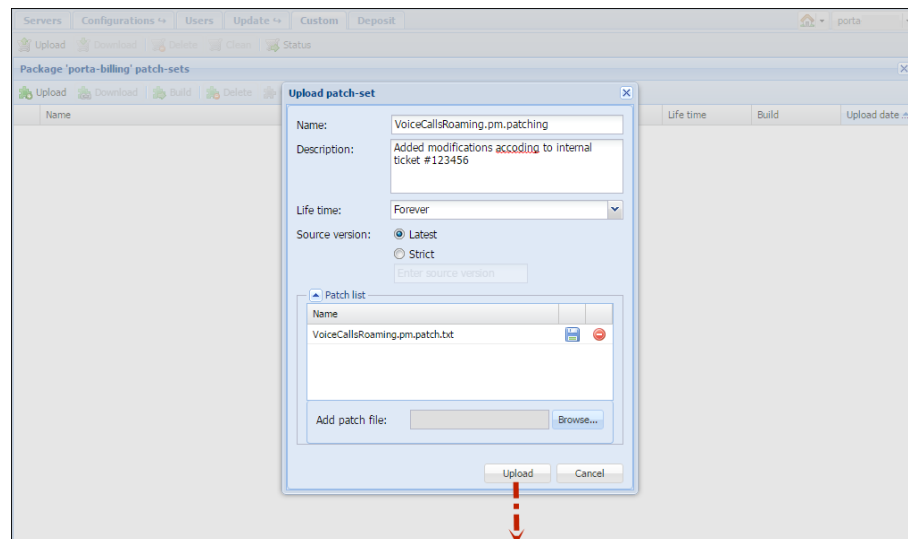 Servers Configurations Users Update Custom Deposit porta
Upload Download Delete Clean Status
Package 'porta-billing' patch-sets
Upload Download Build Delete
Name Life time Build Upload date
Upload patch-set
Name: VoiceCallsRoaming.pm.patching
Description: Added modifications accoding to internal
ticket #123456
Life time: Forever
Source version: Latest
Strict
Enter source version
Patch list
Name
VoiceCallsRoaming.pm.patch.txt
Add patch file: Browse...
Upload Cancel